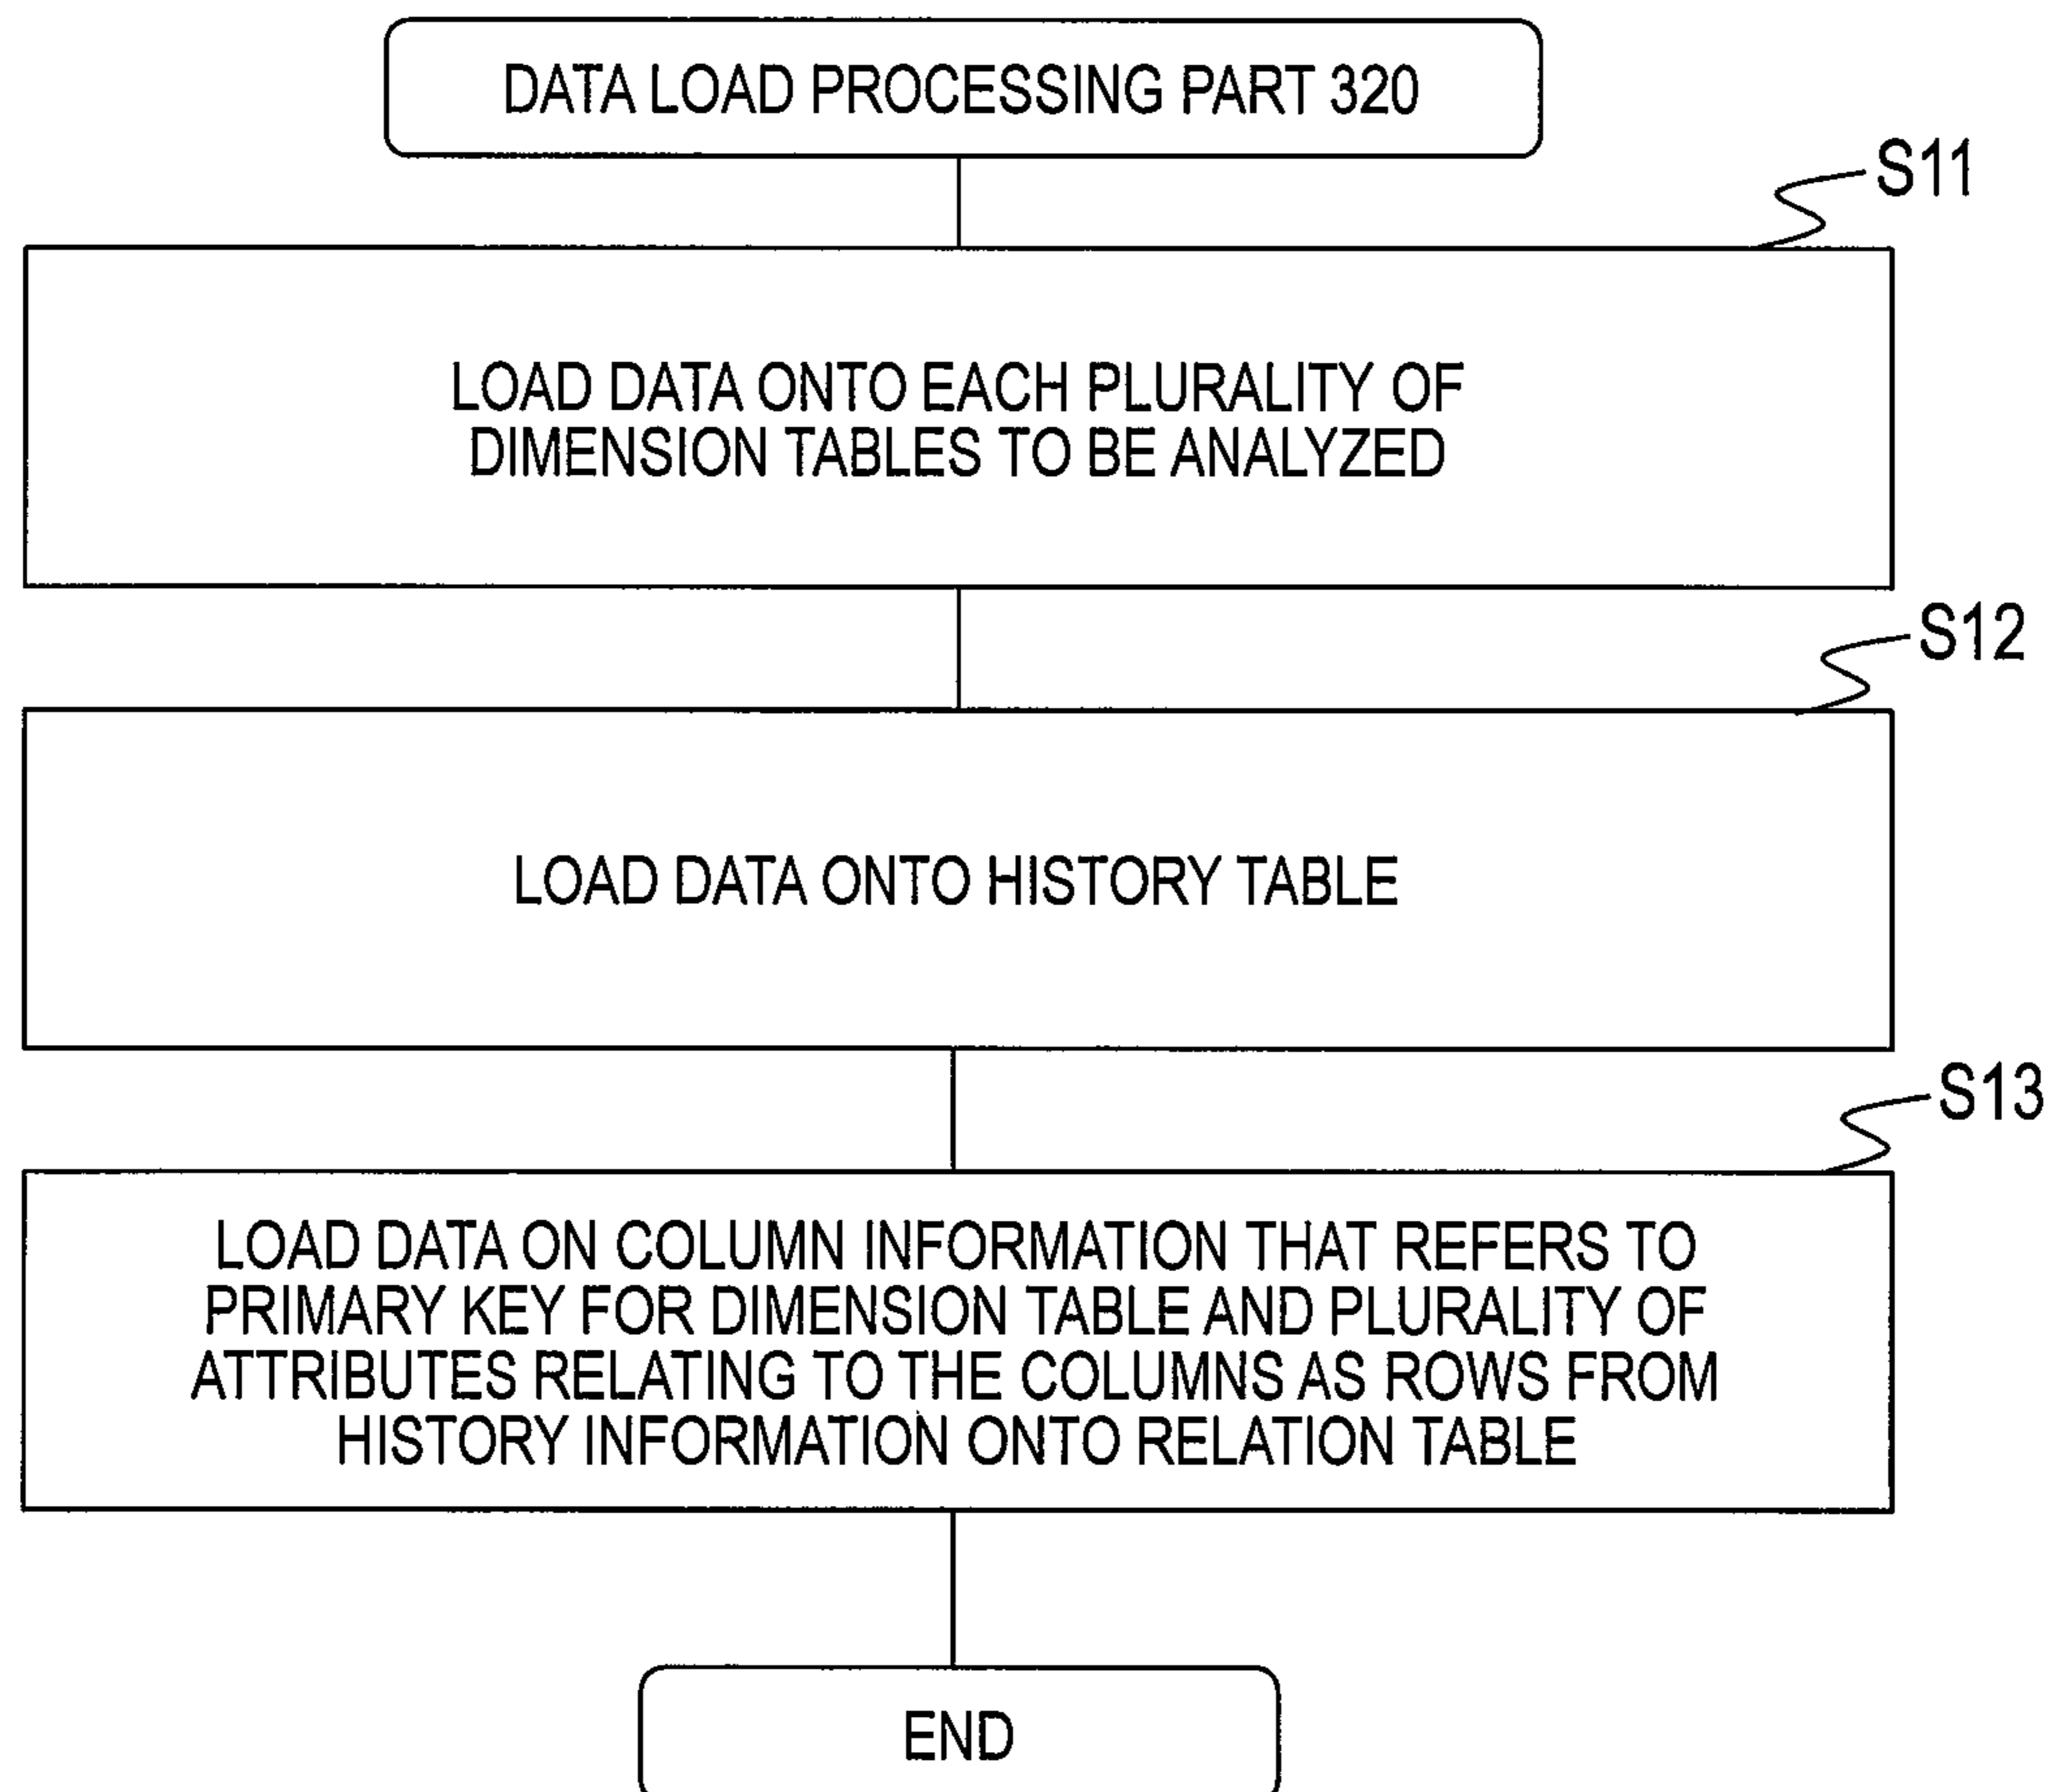 DATA LOAD PROCESSING PART 320
S11
LOAD DATA ONTO EACH PLURALITY OF
DIMENSION TABLES TO BE ANALYZED
S12
LOAD DATA ONTO HISTORY TABLE
S13
LOAD DATA ON COLUMN INFORMATION THAT REFERS TO
PRIMARY KEY FOR DIMENSION TABLE AND PLURALITY OF
ATTRIBUTES RELATING TO THE COLUMNS AS ROWS FROM
HISTORY INFORMATION ONTO RELATION TABLE
END